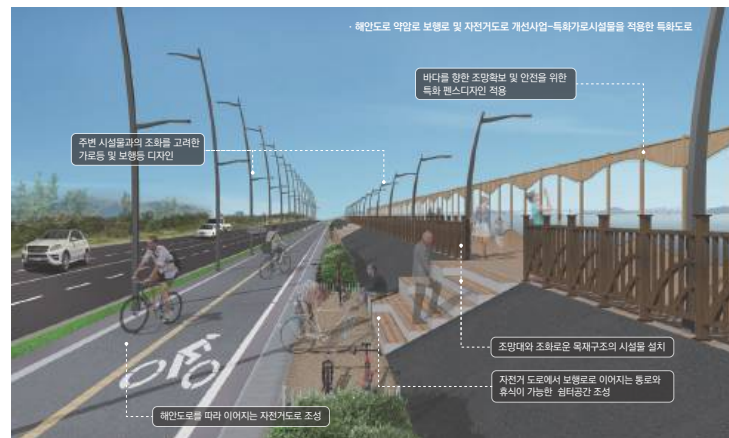 · 해안도로 약암로 보행로 및 자전거도로 개선사업-특화가로시설물을 적용한 특화도로
바다를 향한 조망확보 및 안전을 위한
특화 펜스디자인 적용
주변 시설물과의 조화를 고려한
가로등 및 보행등 디자인
조망대와 조화로운 목재구조의 시설물 설치
자전거 도로에서 보행로로 이어지는 통로와
휴식이 가능한 쉼터공간 조성
해안도로를 따라 이어지는 자전거도로 조성